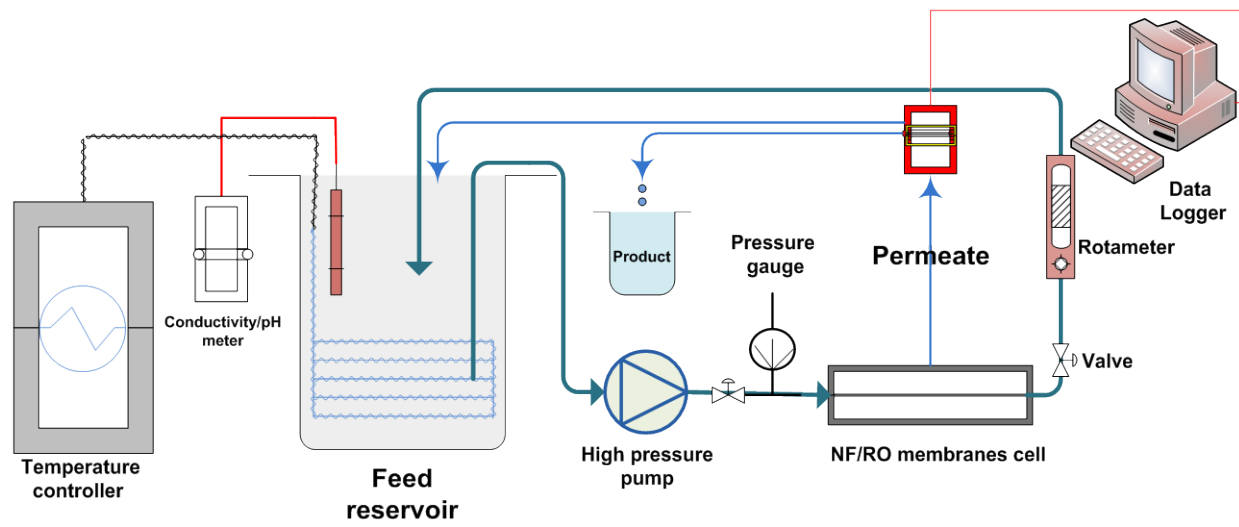 Data
Logger
Rotameter
Pressure
gauge
Permeate
Product
Conductivity/pH
meter
Valve
Temperature
controller
Feed
reservoir
High pressure
pump
NF/RO membranes cell